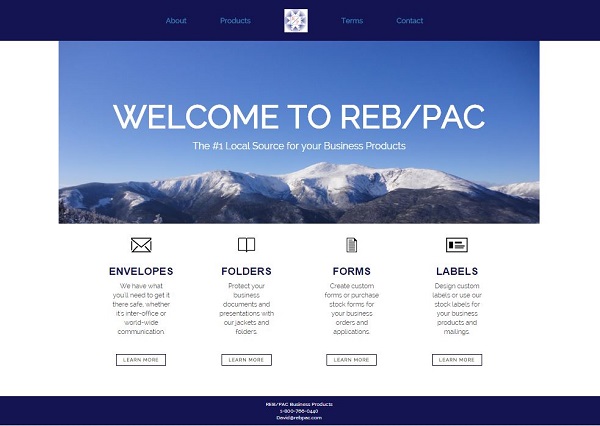 About Products Terms Contact
WELCOME TO REB/PAC
The #1 Local Source for your Business Products
ENVELOPES
We have what
you'll need to get it
there safe, whether
it's inter-office or
world-wide
communication.
LEARN MORE
FOLDERS
Protect your
business
documents and
presentations with
our jackets and
folders.
LEARN MORE
FORMS
Create custom
forms or purchase
stock forms for
your business
orders and
applications.
LEARN MORE
LABELS
Design custom
labels or use our
stock labels for
your business
products and
mailings.
LEARN MORE
REB/PAC Business Products
1-800-766-0440
David@rebpac.com